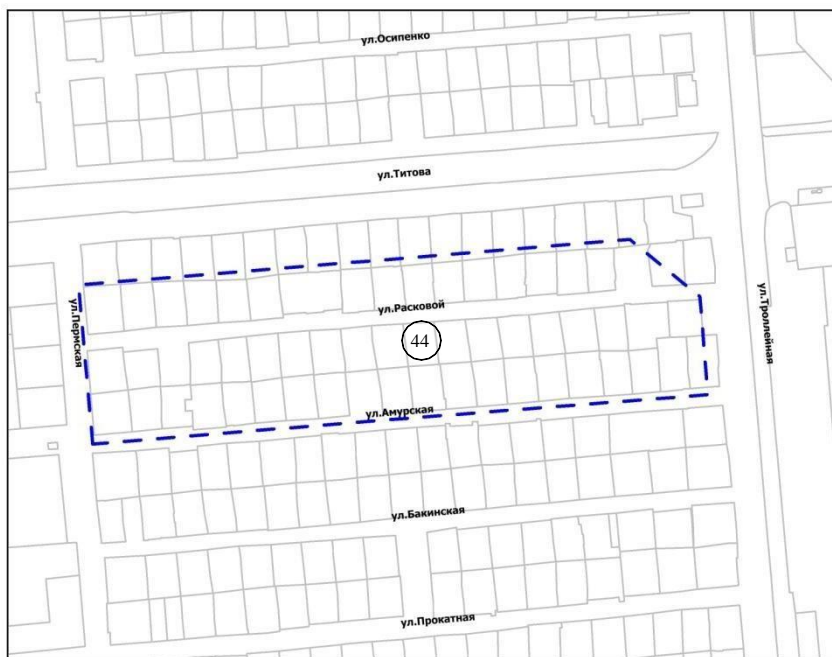 ул.Осипенко
ул.Титова
ул.Пермская
ул.Расковой
ул.Троллейная
44
ул.Амурская
ул.Бакинская
ул.Прокатная